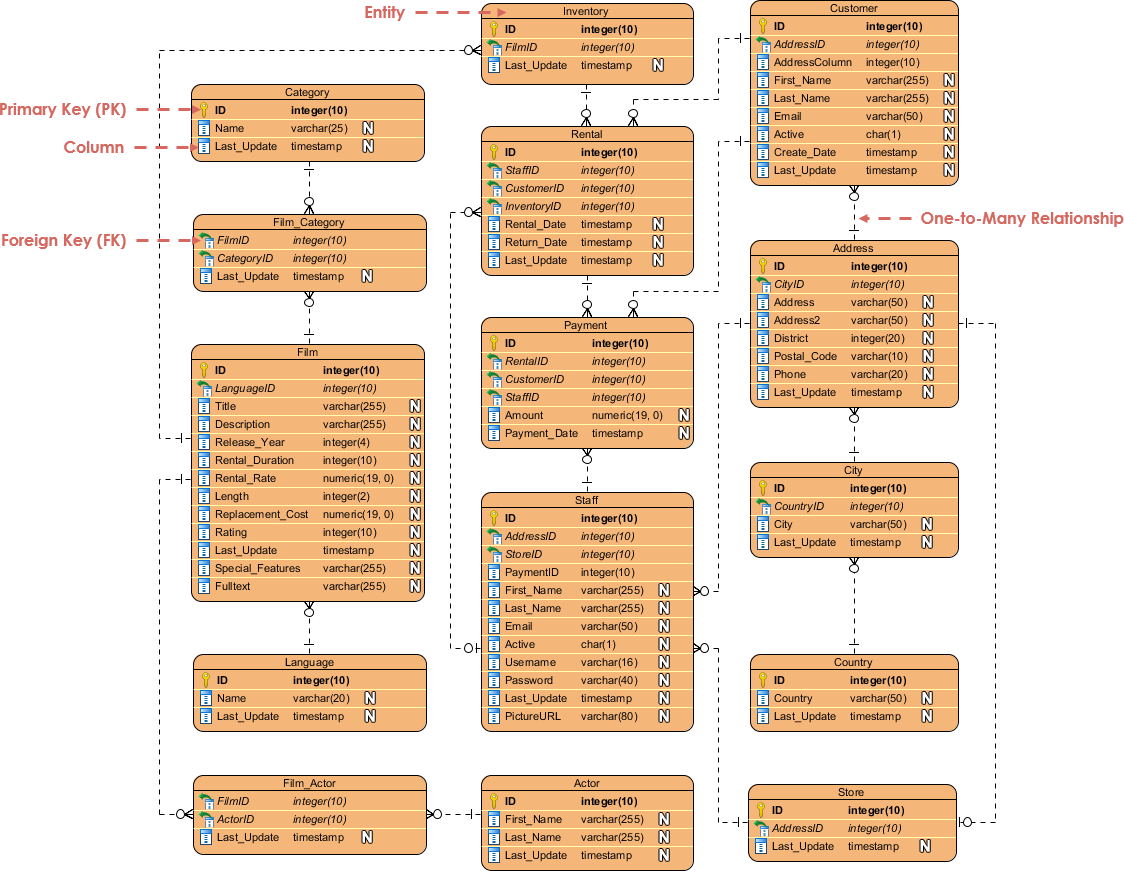 Entity
Inventory
ID integer(10)
FilmID integer(10)
Last_Update timestamp N
Customer
ID integer(10)
AddressID integer(10)
AddressColumn integer(10)
First_Name varchar(255) N
Last_Name varchar(255) N
Email varchar(50) N
Active char(1) N
Create_Date timestamp N
Last_Update timestamp N
Primary Key (PK)
Column
Category
ID integer(10)
Name varchar(25) N
Last_Update timestamp N
Rental
ID integer(10)
StaffID integer(10)
CustomerID integer(10)
InventoryID integer(10)
Rental_Date timestamp N
Return_Date timestamp N
Last_Update timestamp N
Foreign Key (FK)
Film_Category
FilmID integer(10)
CategoryID integer(10)
Last_Update timestamp N
One-to-Many Relationship
Address
ID integer(10)
CityID integer(10)
Address varchar(50) N
Address2 varchar(50) N
District integer(20) N
Postal_Code varchar(10) N
Phone varchar(20) N
Last_Update timestamp N
Payment
ID integer(10)
RentalID integer(10)
CustomerID integer(10)
StaffID integer(10)
Amount numeric(19, 0) N
Payment_Date timestamp N
Film
ID integer(10)
LanguageID integer(10)
Title varchar(255) N
Description varchar(255) N
Release_Year integer(4) N
Rental_Duration integer(10) N
Rental_Rate numeric(19, 0) N
Length integer(2) N
Replacement_Cost numeric(19, 0) N
Rating integer(10) N
Last_Update timestamp N
Special_Features varchar(255) N
Fulltext varchar(255) N
City
ID integer(10)
CountryID integer(10)
City varchar(50) N
Last_Update timestamp N
Staff
ID integer(10)
AddressID integer(10)
StoreID integer(10)
PaymentID integer(10)
First_Name varchar(255) N
Last_Name varchar(255) N
Email varchar(50) N
Active char(1) N
Username varchar(16) N
Password varchar(40) N
Last_Update timestamp N
PictureURL varchar(80) N
Language
ID integer(10)
Name varchar(20) N
Last_Update timestamp N
Country
ID integer(10)
Country varchar(50) N
Last_Update timestamp N
Film_Actor
FilmID integer(10)
ActorID integer(10)
Last_Update timestamp N
Actor
ID integer(10)
First_Name varchar(255) N
Last_Name varchar(255) N
Last_Update timestamp N
Store
ID integer(10)
AddressID integer(10)
Last_Update timestamp N